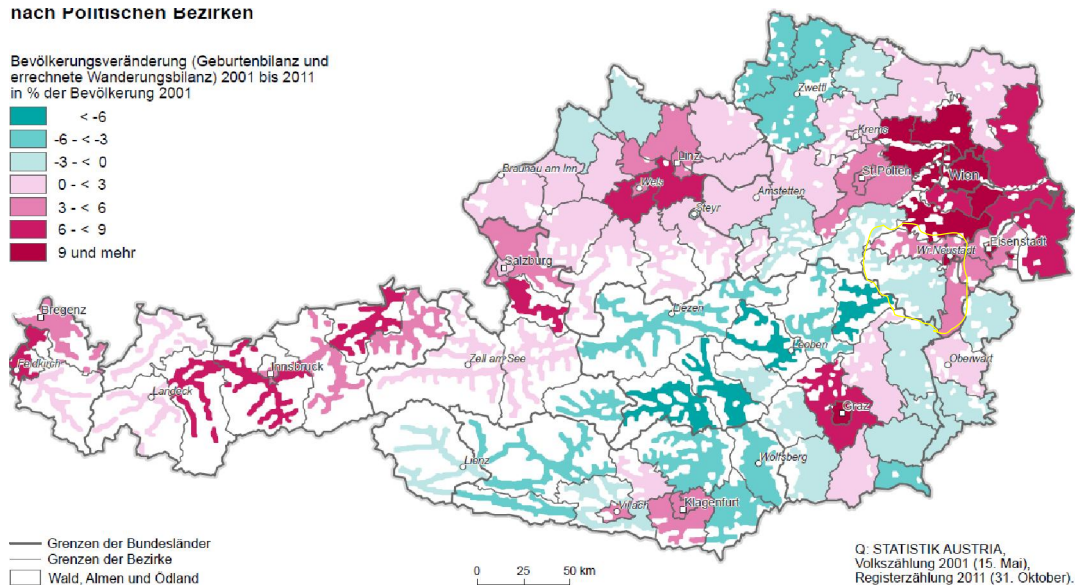 nach Politischen Bezirken
Bevölkerungsveränderung (Geburtenbilanz und
errechnete Wanderungsbilanz) 2001 bis 2011
in % der Bevölkerung 2001
< -6
-6 - < -3
-3 - < 0
0 - < 3
3 - < 6
6 - < 9
9 und mehr
Zwettl
Krems
Linz
Braunau am Inn
Wels
St. Pölten
Wien
Amstetten
Steyr
Eisenstadt
Wr. Neustadt
Salzburg
Bregenz
Liezen
Leoben
Zell am See
Oberwart
Feldkirch
Innsbruck
Landeck
Graz
Lienz
Wolfsberg
Villach
Klagenfurt
Grenzen der Bundesländer
Grenzen der Bezirke
Wald, Almen und Ödland
0 25 50 km
Q: STATISTIK AUSTRIA,
Volkszählung 2001 (15. Mai),
Registerzählung 2011 (31. Oktober).